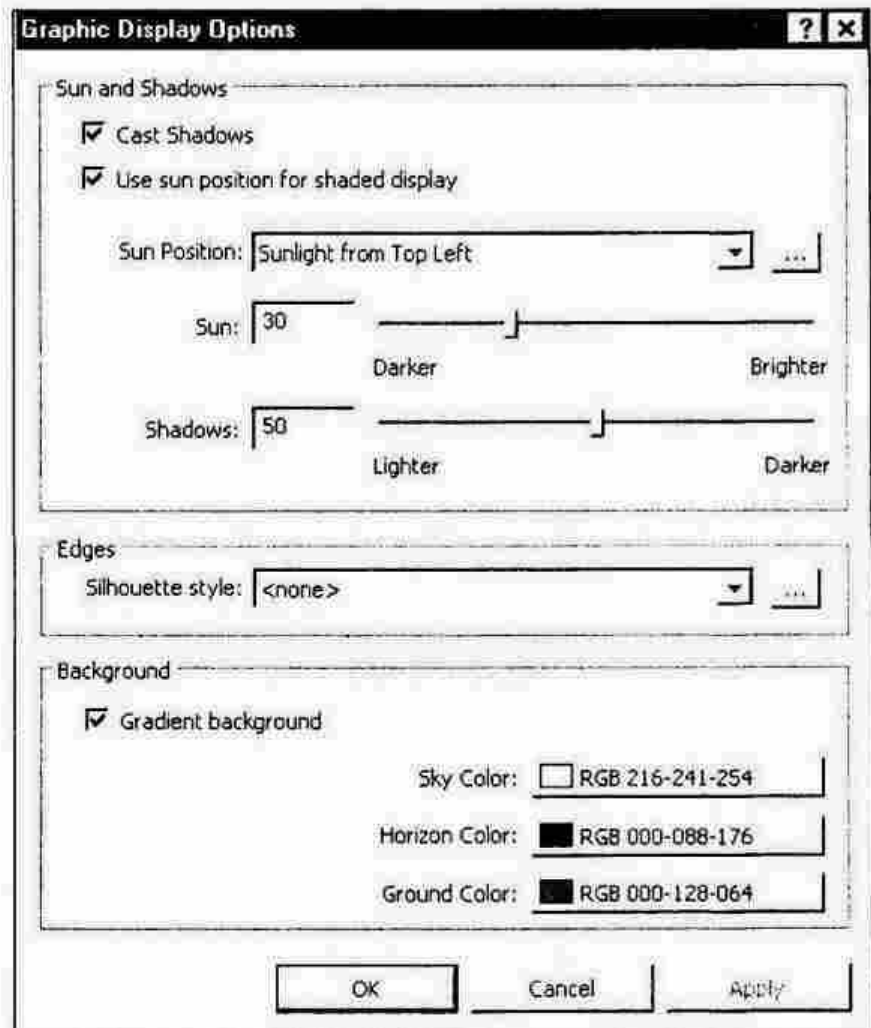 Graphic Display Options
Sun and Shadows
Cast Shadows
Use sun position for shaded display
Sun Position: Sunlight from Top Left ...
Sun: 30
Darker Brighter
Shadows: 50
Lighter Darker
Edges
Silhouette style: <none> ...
Background
Gradient background
Sky Color: RGB 216-241-254
Horizon Color: RGB 000-088-176
Ground Color: RGB 000-128-064
OK Cancel Apply